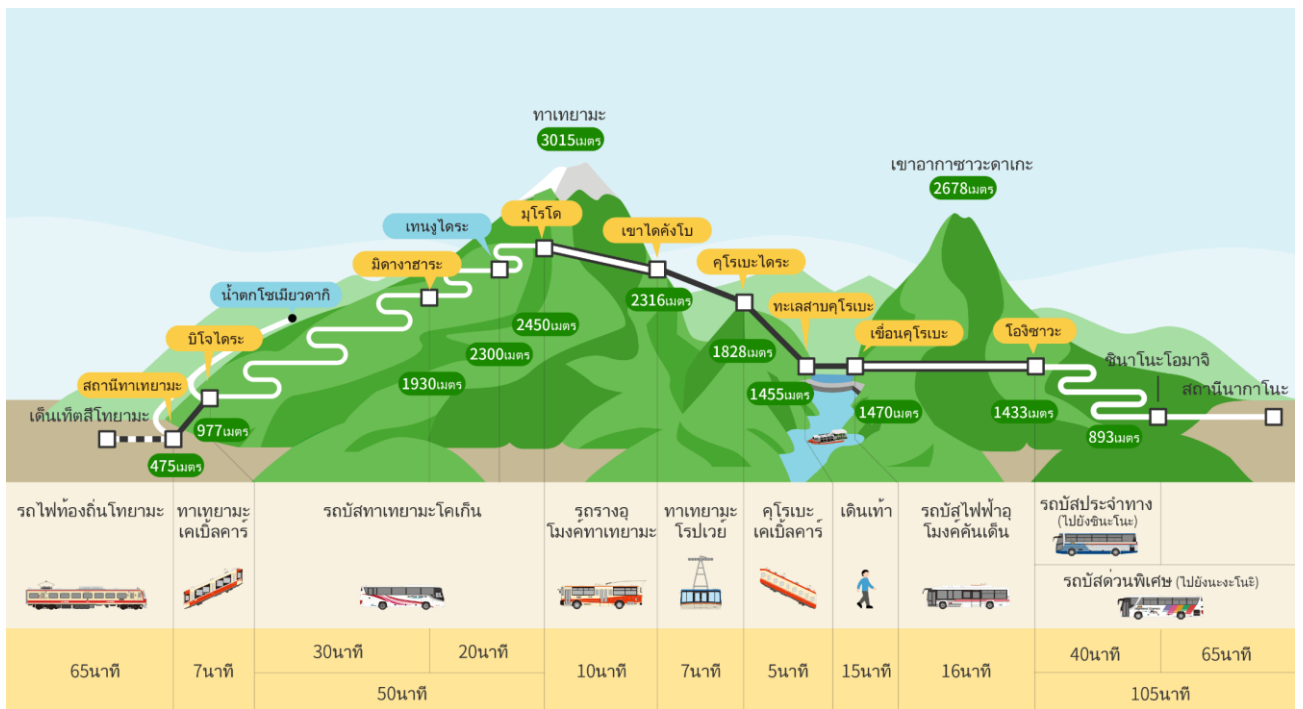 ทาเทยามะ
3015เมตร
เขาอากาซาวะดาเกะ
2678เมตร
มุโรโด
เทนงูไดระ
เขาไดคังโบ
มิดางาฮาระ
คุโรเบะไดระ
น้ำตกโชเมียวดากิ
2316เมตร
ทะเลสาบคุโรเบะ
2450เมตร
บิโจไดระ
เขื่อนคุโรเบะ
โองิซาวะ
2300เมตร
1828เมตร
ชินาโนะโอมาจิ
สถานีทาเทยามะ
1930เมตร
1455เมตร
สถานีนากาโนะ
เด็นเท็ตสึโทยามะ
977เมตร
1470เมตร
1433เมตร
893เมตร
475เมตร
รถไฟท้องถิ่นโทยามะ
ทาเทยามะ
เคเบิ้ลคาร์
รถบัสทาเทยามะโคเก็น
รถรางอุ
โมงค์ทาเทยามะ
ทาเทยามะ
โรปเวย์
คุโรเบะ
เคเบิ้ลคาร์
เดินเท้า
รถบัสไฟฟ้าอุ
โมงค์คันเด็น
รถบัสประจำทาง
(ไปยังชินะโนะ)
รถบัสด่วนพิเศษ (ไปยังนะงะโนะ)
65นาที
7นาที
30นาที
20นาที
50นาที
10นาที
7นาที
5นาที
15นาที
16นาที
40นาที
65นาที
105นาที